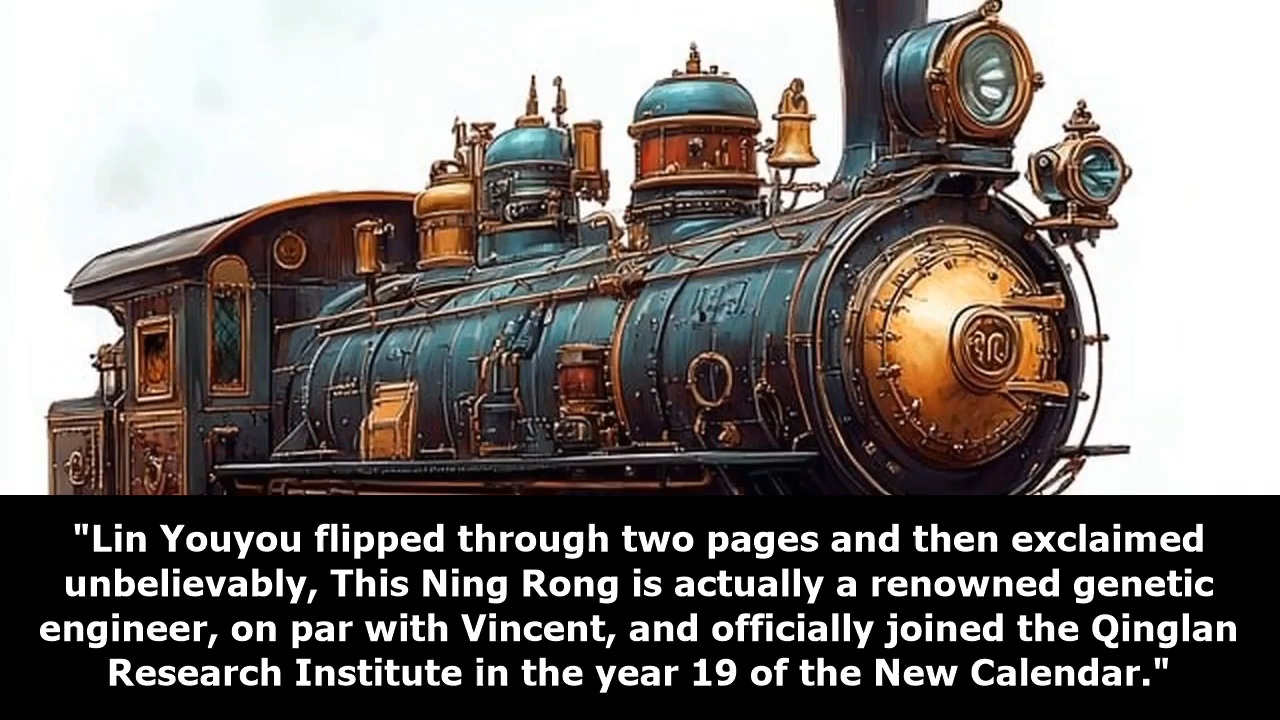 "Lin Youyou flipped through two pages and then exclaimed
unbelievably, This Ning Rong is actually a renowned genetic
engineer, on par with Vincent, and officially joined the Qinglan
Research Institute in the year 19 of the New Calendar."